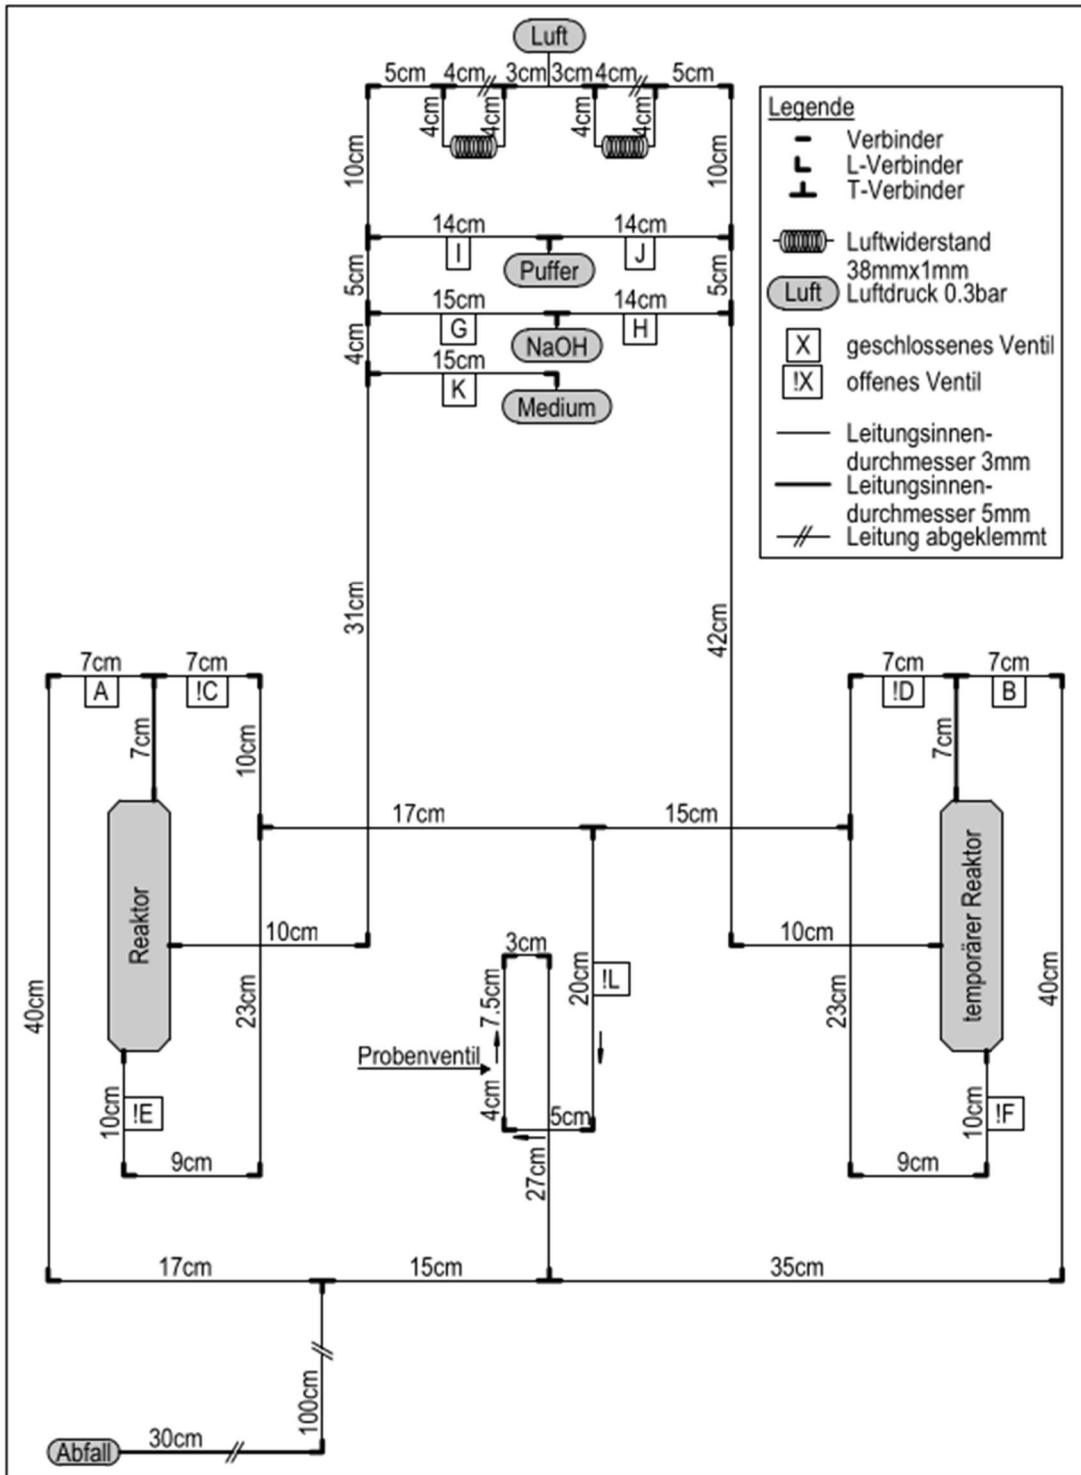 Luft
5cm 4cm 3cm 3cm 4cm 5cm
4cm 4cm 4cm 4cm
10cm 10cm
14cm 14cm
I J
Puffer
5cm 5cm
15cm 14cm
G H
NaOH
4cm
15cm
K
Medium
Legende
Verbinder
L-Verbinder
T-Verbinder
Luftwiderstand
38mmx1mm
Luft Luftdruck 0.3bar
X geschlossenes Ventil
!X offenes Ventil
Leitungsinnen-
durchmesser 3mm
Leitungsinnen-
durchmesser 5mm
Leitung abgeklemmt
31cm 42cm
7cm 7cm 7cm 7cm
A !C !D B
7cm 10cm 7cm
17cm 15cm
Reaktor temporärer Reaktor
10cm 10cm
3cm
40cm 23cm 7.5cm 20cm !L 23cm 40cm
Probenventil
4cm 5cm
10cm !E 10cm !F
9cm 27cm 9cm
17cm 15cm 35cm
100cm
Abfall 30cm